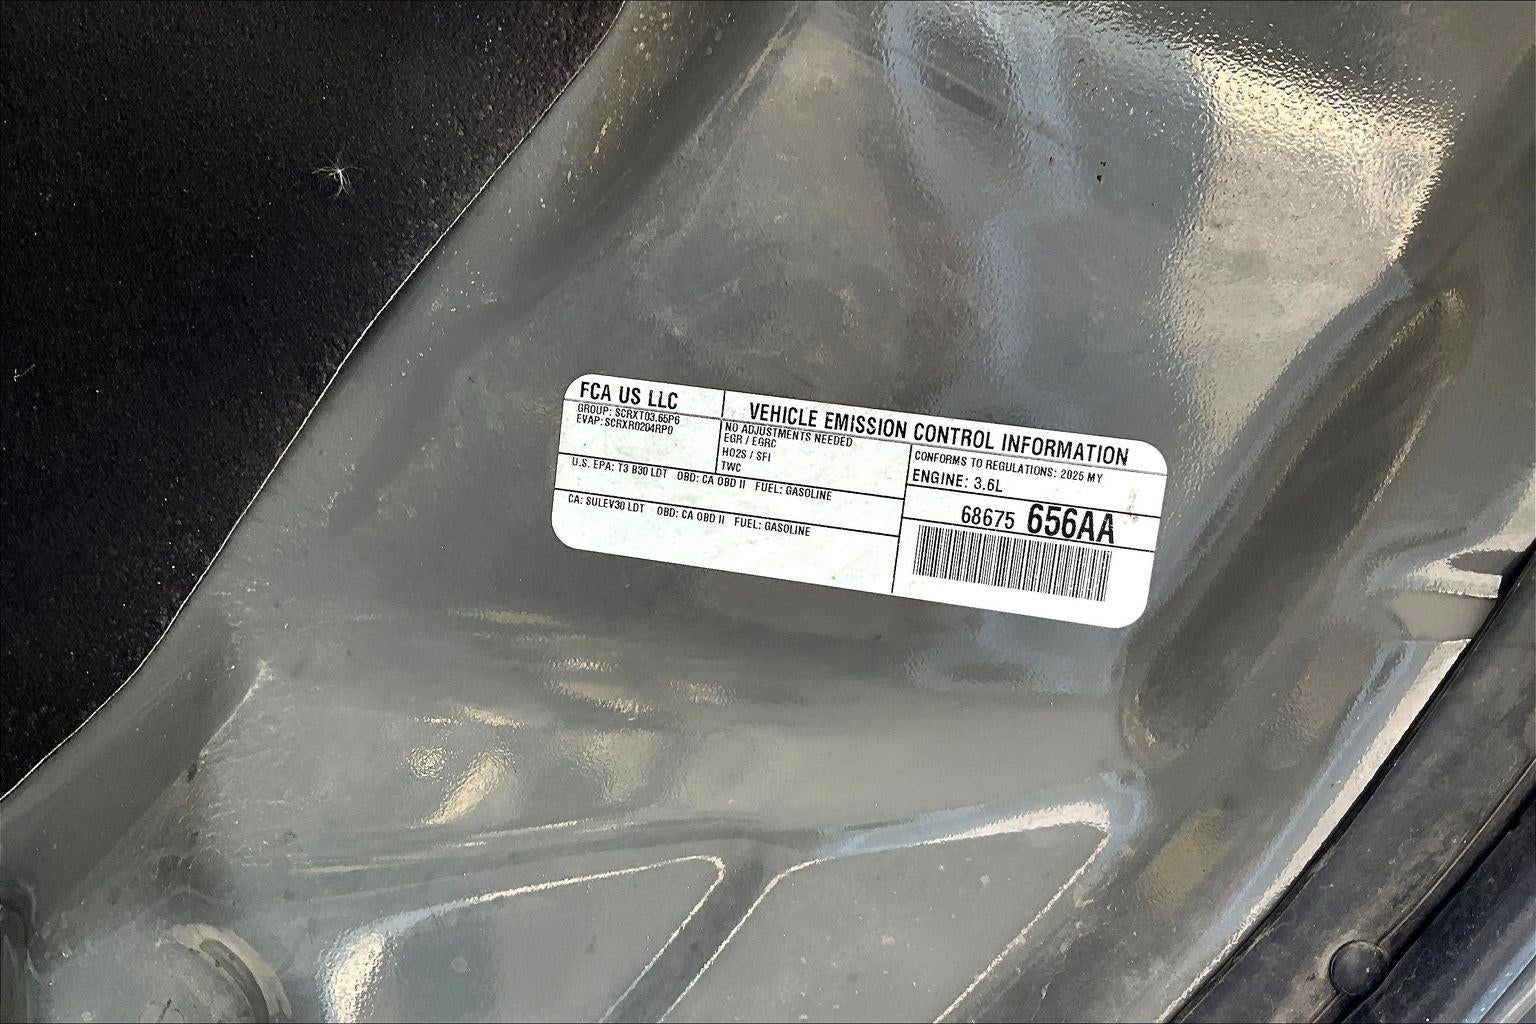 FCA US LLC
VEHICLE EMISSION CONTROL INFORMATION
GROUP: SCRXT03.65P6
EVAP: SCRXR0204RP0
NO ADJUSTMENTS NEEDED
EGR / EGRC
HO2S / SFI
TWC
CONFORMS TO REGULATIONS: 2025 MY
ENGINE: 3.6L
U.S. EPA: T3 B30 LDT OBD: CA OBD II FUEL: GASOLINE
CA: SULEV30 LDT OBD: CA OBD II FUEL: GASOLINE
68675 656AA